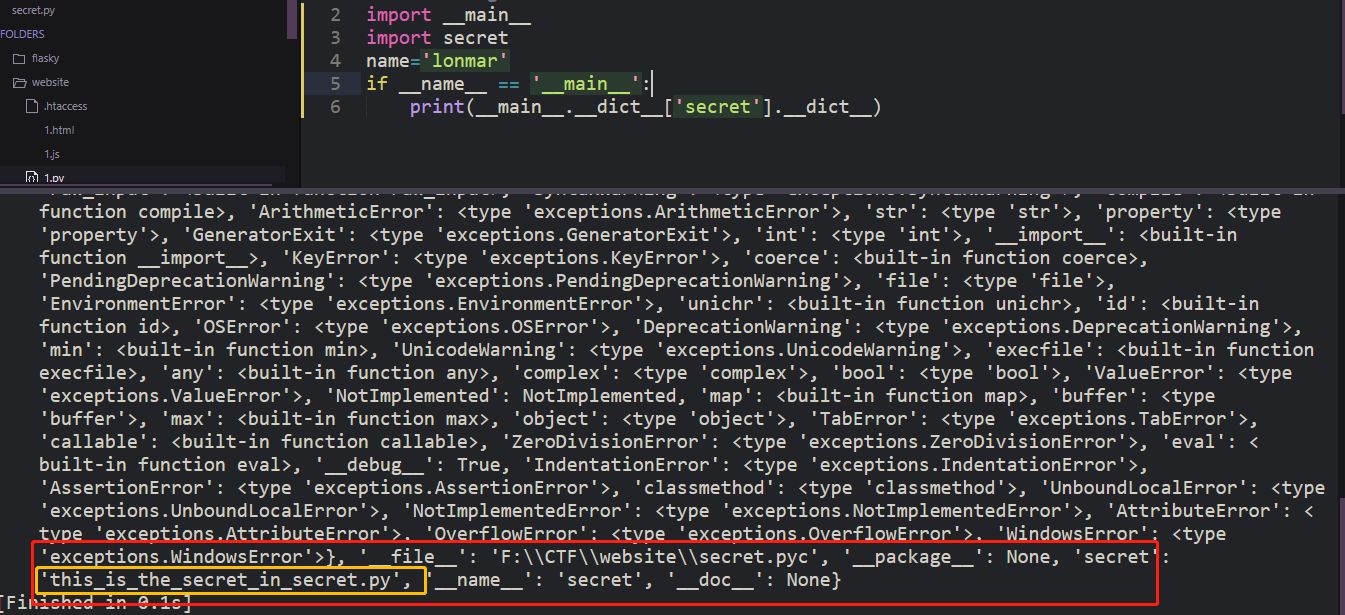 secret.py
FOLDERS
flasky
website
.htaccess
1.html
1.js
1.py
2 import __main__
3 import secret
4 name='lonmar'
5 if __name__ == '__main__':
6 print(__main__.__dict__['secret'].__dict__)
function compile>, 'ArithmeticError': <type 'exceptions.ArithmeticError'>, 'str': <type 'str'>, 'property': <type
'property'>, 'GeneratorExit': <type 'exceptions.GeneratorExit'>, 'int': <type 'int'>, '__import__': <built-in
function __import__>, 'KeyError': <type 'exceptions.KeyError'>, 'coerce': <built-in function coerce>,
'PendingDeprecationWarning': <type 'exceptions.PendingDeprecationWarning'>, 'file': <type 'file'>,
'EnvironmentError': <type 'exceptions.EnvironmentError'>, 'unichr': <built-in function unichr>, 'id': <built-in
function id>, 'OSError': <type 'exceptions.OSError'>, 'DeprecationWarning': <type 'exceptions.DeprecationWarning'>,
'min': <built-in function min>, 'UnicodeWarning': <type 'exceptions.UnicodeWarning'>, 'execfile': <built-in function
execfile>, 'any': <built-in function any>, 'complex': <type 'complex'>, 'bool': <type 'bool'>, 'ValueError': <type
'exceptions.ValueError'>, 'NotImplemented': NotImplemented, 'map': <built-in function map>, 'buffer': <type
'buffer'>, 'max': <built-in function max>, 'object': <type 'object'>, 'TabError': <type 'exceptions.TabError'>,
'callable': <built-in function callable>, 'ZeroDivisionError': <type 'exceptions.ZeroDivisionError'>, 'eval': <
built-in function eval>, '__debug__': True, 'IndentationError': <type 'exceptions.IndentationError'>,
'AssertionError': <type 'exceptions.AssertionError'>, 'classmethod': <type 'classmethod'>, 'UnboundLocalError': <type
'exceptions.UnboundLocalError'>, 'NotImplementedError': <type 'exceptions.NotImplementedError'>, 'AttributeError': <
type 'exceptions.AttributeError'>, 'OverflowError': <type 'exceptions.OverflowError'>, 'WindowsError': <type
'exceptions.WindowsError'>}, '__file__': 'F:\\CTF\\website\\secret.pyc', '__package__': None, 'secret':
'this_is_the_secret_in_secret.py', '__name__': 'secret', '__doc__': None}
[Finished in 0.1s]